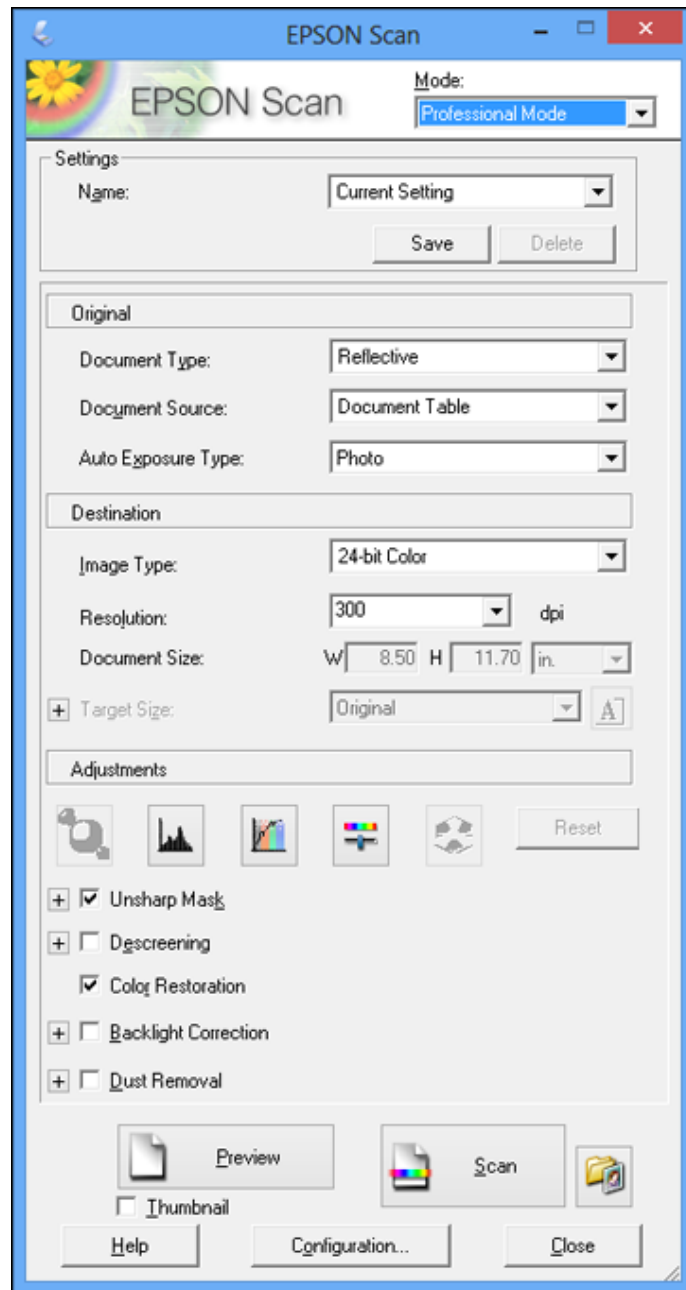 EPSON Scan
EPSON Scan
Mode:
Professional Mode
Settings
Name:
Current Setting
Save
Delete
Original
Document Type:
Reflective
Document Source:
Document Table
Auto Exposure Type:
Photo
Destination
Image Type:
24-bit Color
Resolution:
300
dpi
Document Size:
W 8.50 H 11.70 in.
Target Size:
Original
A
Adjustments
Reset
Unsharp Mask
Descreening
Color Restoration
Backlight Correction
Dust Removal
Preview
Scan
Thumbnail
Help
Configuration...
Close